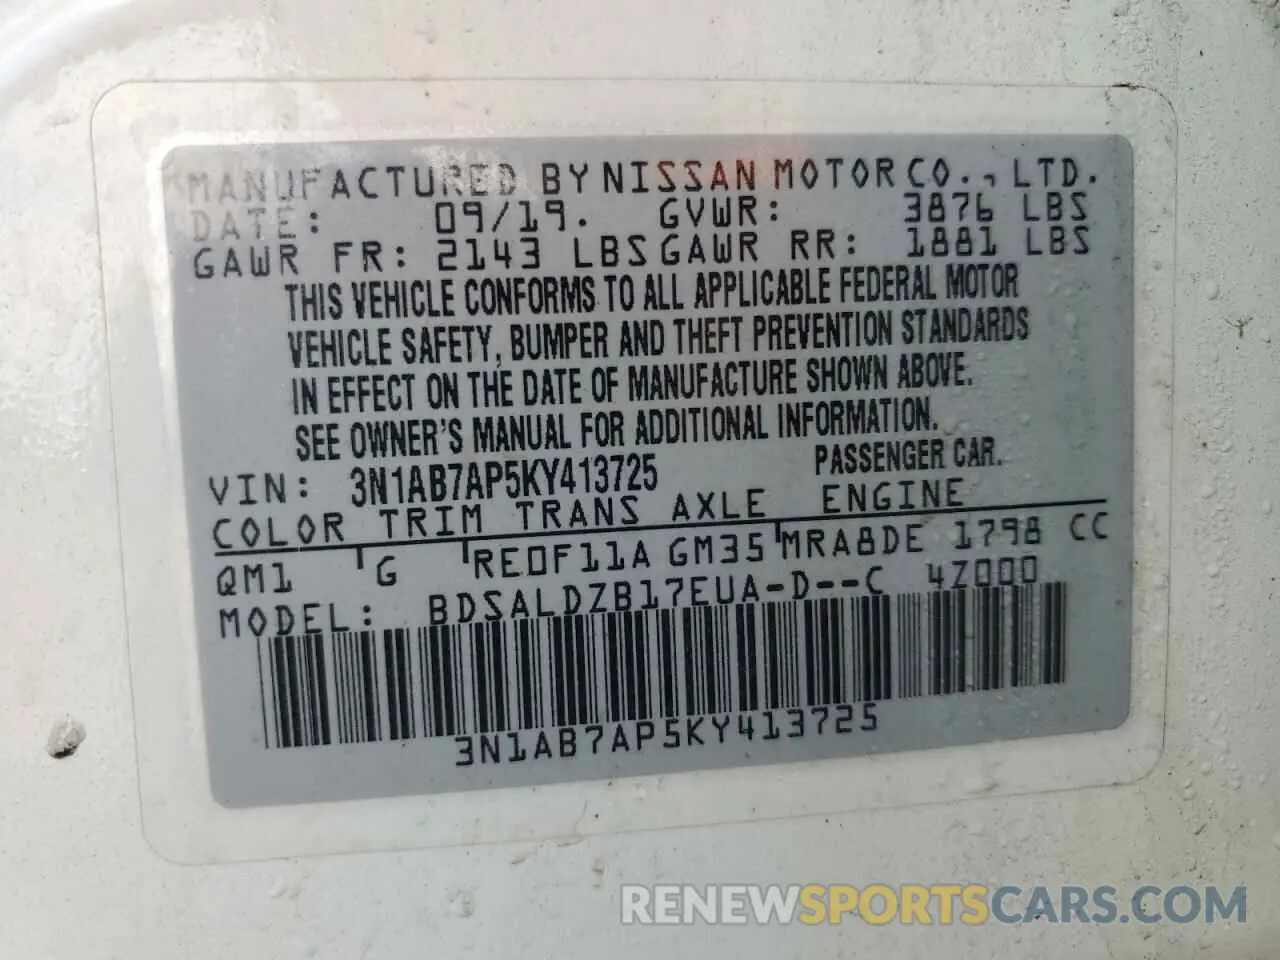 MANUFACTURED BY NISSAN MOTOR CO., LTD.
DATE: 09/19. GVWR: 3876 LBS
GAWR FR: 2143 LBS GAWR RR: 1881 LBS
THIS VEHICLE CONFORMS TO ALL APPLICABLE FEDERAL MOTOR
VEHICLE SAFETY, BUMPER AND THEFT PREVENTION STANDARDS
IN EFFECT ON THE DATE OF MANUFACTURE SHOWN ABOVE.
SEE OWNER'S MANUAL FOR ADDITIONAL INFORMATION.
VIN: 3N1AB7AP5KY413725 PASSENGER CAR.
COLOR TRIM TRANS AXLE ENGINE
QM1 G RE0F11A GM35 MRA8DE 1798 CC
MODEL: BDSALDZB17EUA-D--C 4Z000
3N1AB7AP5KY413725
RENEWSPORTSCARS.COM